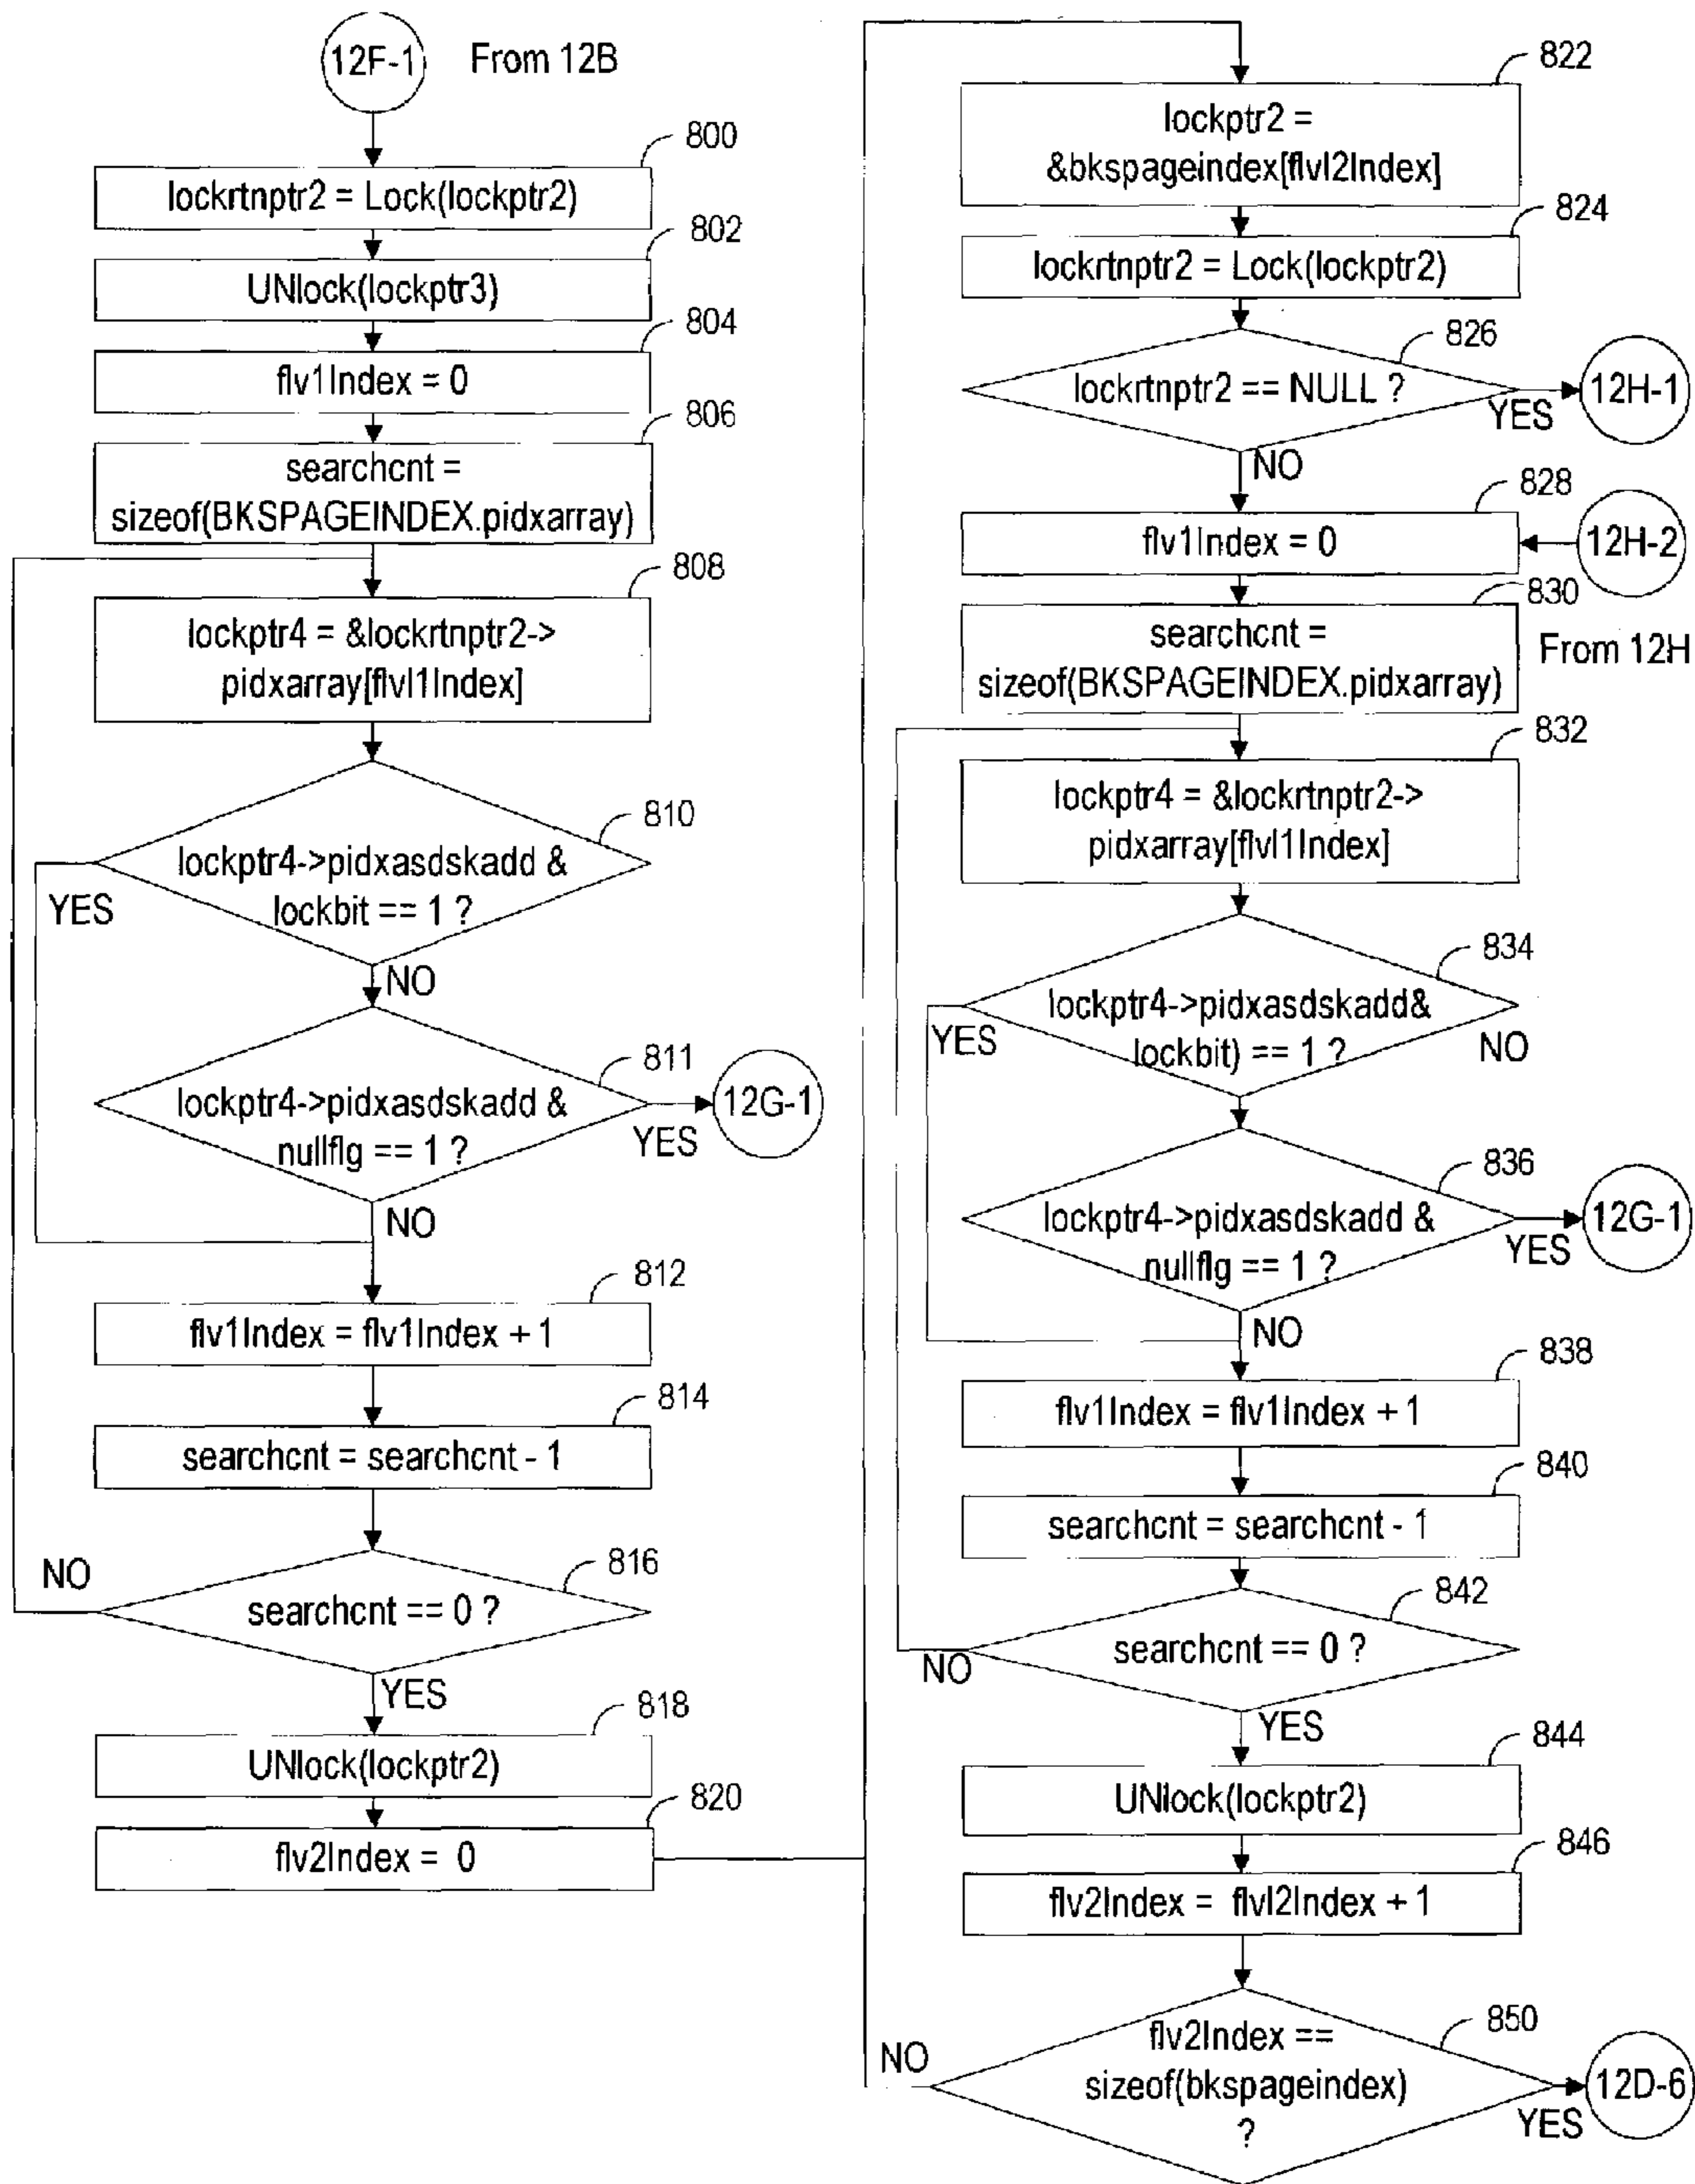 12F-1
From 12B
800
lockrtnptr2 = Lock(lockptr2)
802
UNlock(lockptr3)
804
flv1Index = 0
806
searchcnt =
sizeof(BKSPAGEINDEX.pidxarray)
808
lockptr4 = &lockrtnptr2->
pidxarray[flvl1Index]
810
lockptr4->pidxasdskadd &
lockbit == 1 ?
YES
NO
811
lockptr4->pidxasdskadd &
nullflg == 1 ?
YES
12G-1
NO
812
flv1Index = flv1Index + 1
814
searchcnt = searchcnt - 1
816
NO
searchcnt == 0 ?
YES
818
UNlock(lockptr2)
820
flv2Index = 0
822
lockptr2 =
&bkspageindex[flvl2Index]
824
lockrtnptr2 = Lock(lockptr2)
826
lockrtnptr2 == NULL ?
YES
12H-1
NO
828
flv1Index = 0
12H-2
830
searchcnt =
sizeof(BKSPAGEINDEX.pidxarray)
From 12H
832
lockptr4 = &lockrtnptr2->
pidxarray[flvl1Index]
834
lockptr4->pidxasdskadd&
lockbit) == 1 ?
YES
NO
836
lockptr4->pidxasdskadd &
nullflg == 1 ?
YES
12G-1
NO
838
flv1Index = flv1Index + 1
840
searchcnt = searchcnt - 1
842
searchcnt == 0 ?
NO
YES
844
UNlock(lockptr2)
846
flv2Index = flvl2Index + 1
850
flv2Index ==
sizeof(bkspageindex)
?
NO
YES
12D-6